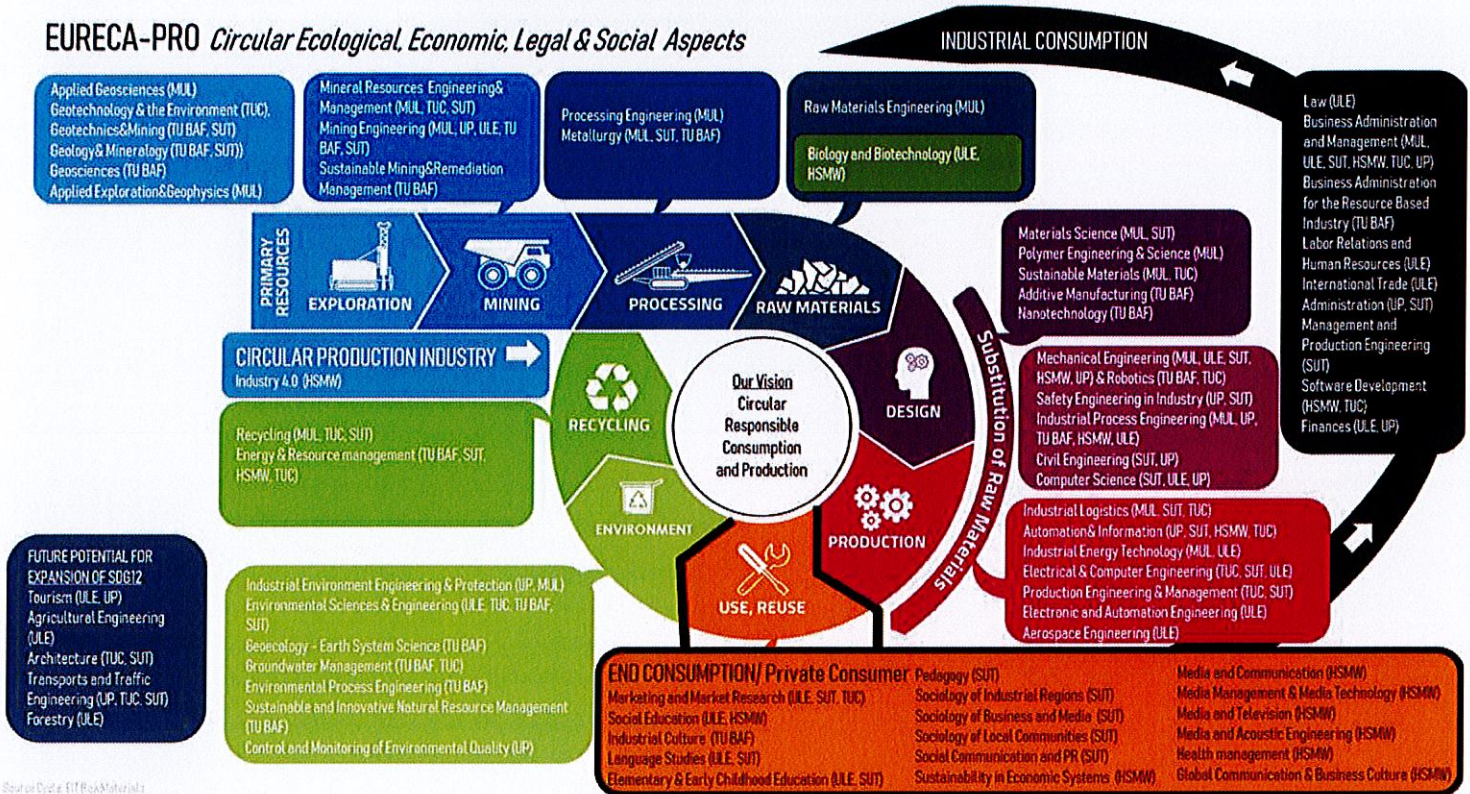 EURECA-PRO Circular Ecological, Economic, Legal & Social Aspects
INDUSTRIAL CONSUMPTION
Applied Geosciences (MUL)
Geotechnology & the Environment (TUC),
Geotechnics&Mining (TU BAF, SUT)
Geology& Mineralogy (TU BAF, SUT))
Geosciences (TU BAF)
Applied Exploration&Geophysics (MUL)
Mineral Resources Engineering&
Management (MUL, TUC, SUT)
Mining Engineering (MUL, UP, ULE, TU
BAF, SUT)
Sustainable Mining&Remediation
Management (TU BAF)
Processing Engineering (MUL)
Metallurgy (MUL, SUT, TU BAF)
Raw Materials Engineering (MUL)
Biology and Biotechnology (ULE,
HSMW)
Law (ULE)
Business Administration
and Management (MUL,
ULE, SUT, HSMW, TUC, UP)
Business Administration
for the Resource Based
Industry (TU BAF)
Labor Relations and
Human Resources (ULE)
International Trade (ULE)
Administration (UP, SUT)
Management and
Production Engineering
(SUT)
Software Development
(HSMW, TUC)
Finances (ULE, UP)
PRIMARY
RESOURCES
EXPLORATION
MINING
PROCESSING
RAW MATERIALS
DESIGN
PRODUCTION
USE, REUSE
ENVIRONMENT
RECYCLING
Our Vision
Circular
Responsible
Consumption
and Production
Substitution of Raw Materials
Materials Science (MUL, SUT)
Polymer Engineering & Science (MUL)
Sustainable Materials (MUL, TUC)
Additive Manufacturing (TU BAF)
Nanotechnology (TU BAF)
Mechanical Engineering (MUL, ULE, SUT,
HSMW, UP) & Robotics (TU BAF, TUC)
Safety Engineering in Industry (UP, SUT)
Industrial Process Engineering (MUL, UP,
TU BAF, HSMW, ULE)
Civil Engineering (SUT, UP)
Computer Science (SUT, ULE, UP)
Industrial Logistics (MUL, SUT, TUC)
Automation& Information (UP, SUT, HSMW, TUC)
Industrial Energy Technology (MUL, ULE)
Electrical & Computer Engineering (TUC, SUT, ULE)
Production Engineering & Management (TUC, SUT)
Electronic and Automation Engineering (ULE)
Aerospace Engineering (ULE)
CIRCULAR PRODUCTION INDUSTRY
Industry 4.0 (HSMW)
Recycling (MUL, TUC, SUT)
Energy & Resource management (TU BAF, SUT,
HSMW, TUC)
FUTURE POTENTIAL FOR
EXPANSION OF SDG12
Tourism (ULE, UP)
Agricultural Engineering
(ULE)
Architecture (TUC, SUT)
Transports and Traffic
Engineering (UP, TUC, SUT)
Forestry (ULE)
Industrial Environment Engineering & Protection (UP, MUL)
Environmental Sciences & Engineering (ULE, TUC, TU BAF,
SUT)
Geoecology - Earth System Science (TU BAF)
Groundwater Management (TU BAF, TUC)
Environmental Process Engineering (TU BAF)
Sustainable and Innovative Natural Resource Management
(TU BAF)
Control and Monitoring of Environmental Quality (UP)
END CONSUMPTION/ Private Consumer
Marketing and Market Research (ULE, SUT, TUC)
Social Education (ULE, HSMW)
Industrial Culture (TU BAF)
Language Studies (ULE, SUT)
Elementary & Early Childhood Education (ULE, SUT)
Pedagogy (SUT)
Sociology of Industrial Regions (SUT)
Sociology of Business and Media (SUT)
Sociology of Local Communities (SUT)
Social Communication and PR (SUT)
Sustainability in Economic Systems (HSMW)
Media and Communication (HSMW)
Media Management & Media Technology (HSMW)
Media and Television (HSMW)
Media and Acoustic Engineering (HSMW)
Health management (HSMW)
Global Communication & Business Culture (HSMW)
Source Cycle: EIT RawMaterials